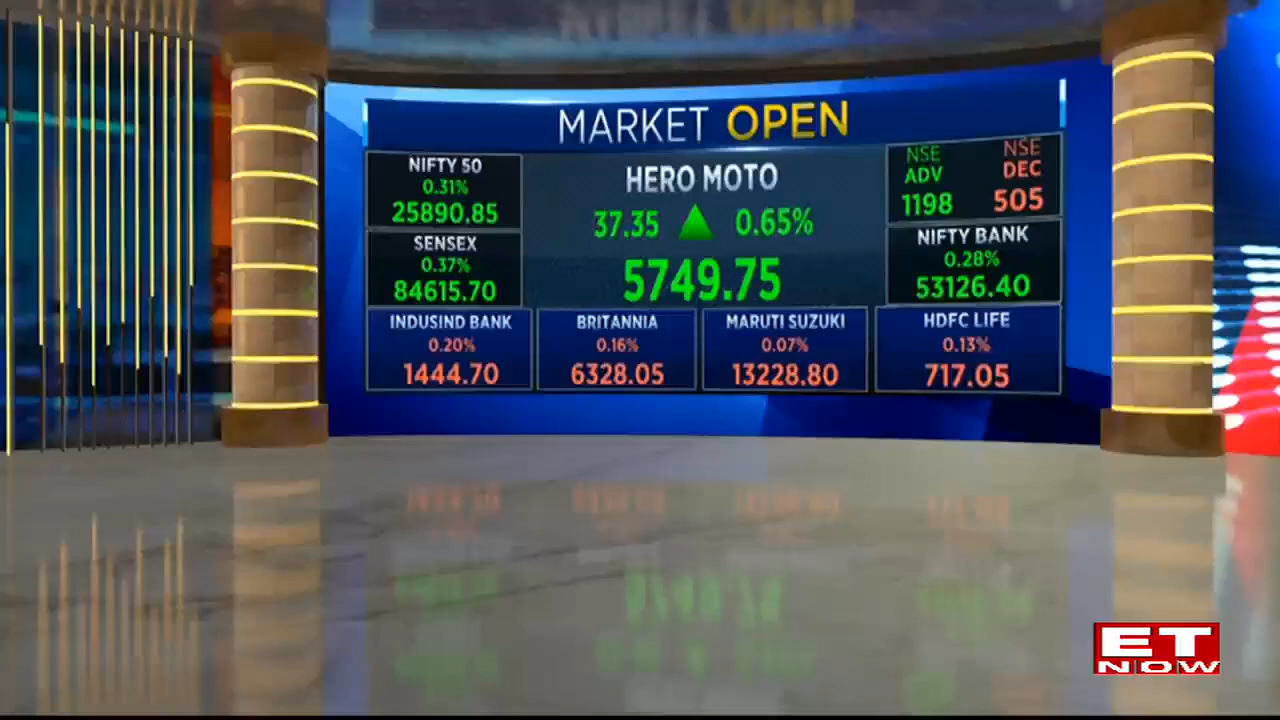 MARKET OPEN
NIFTY 50
0.31%
25890.85
SENSEX
0.37%
84615.70
HERO MOTO
37.35 ▲ 0.65%
5749.75
NSE ADV
1198
NSE DEC
505
NIFTY BANK
0.28%
53126.40
INDUSIND BANK
0.20%
1444.70
BRITANNIA
0.16%
6328.05
MARUTI SUZUKI
0.07%
13228.80
HDFC LIFE
0.13%
717.05
ET
NOW